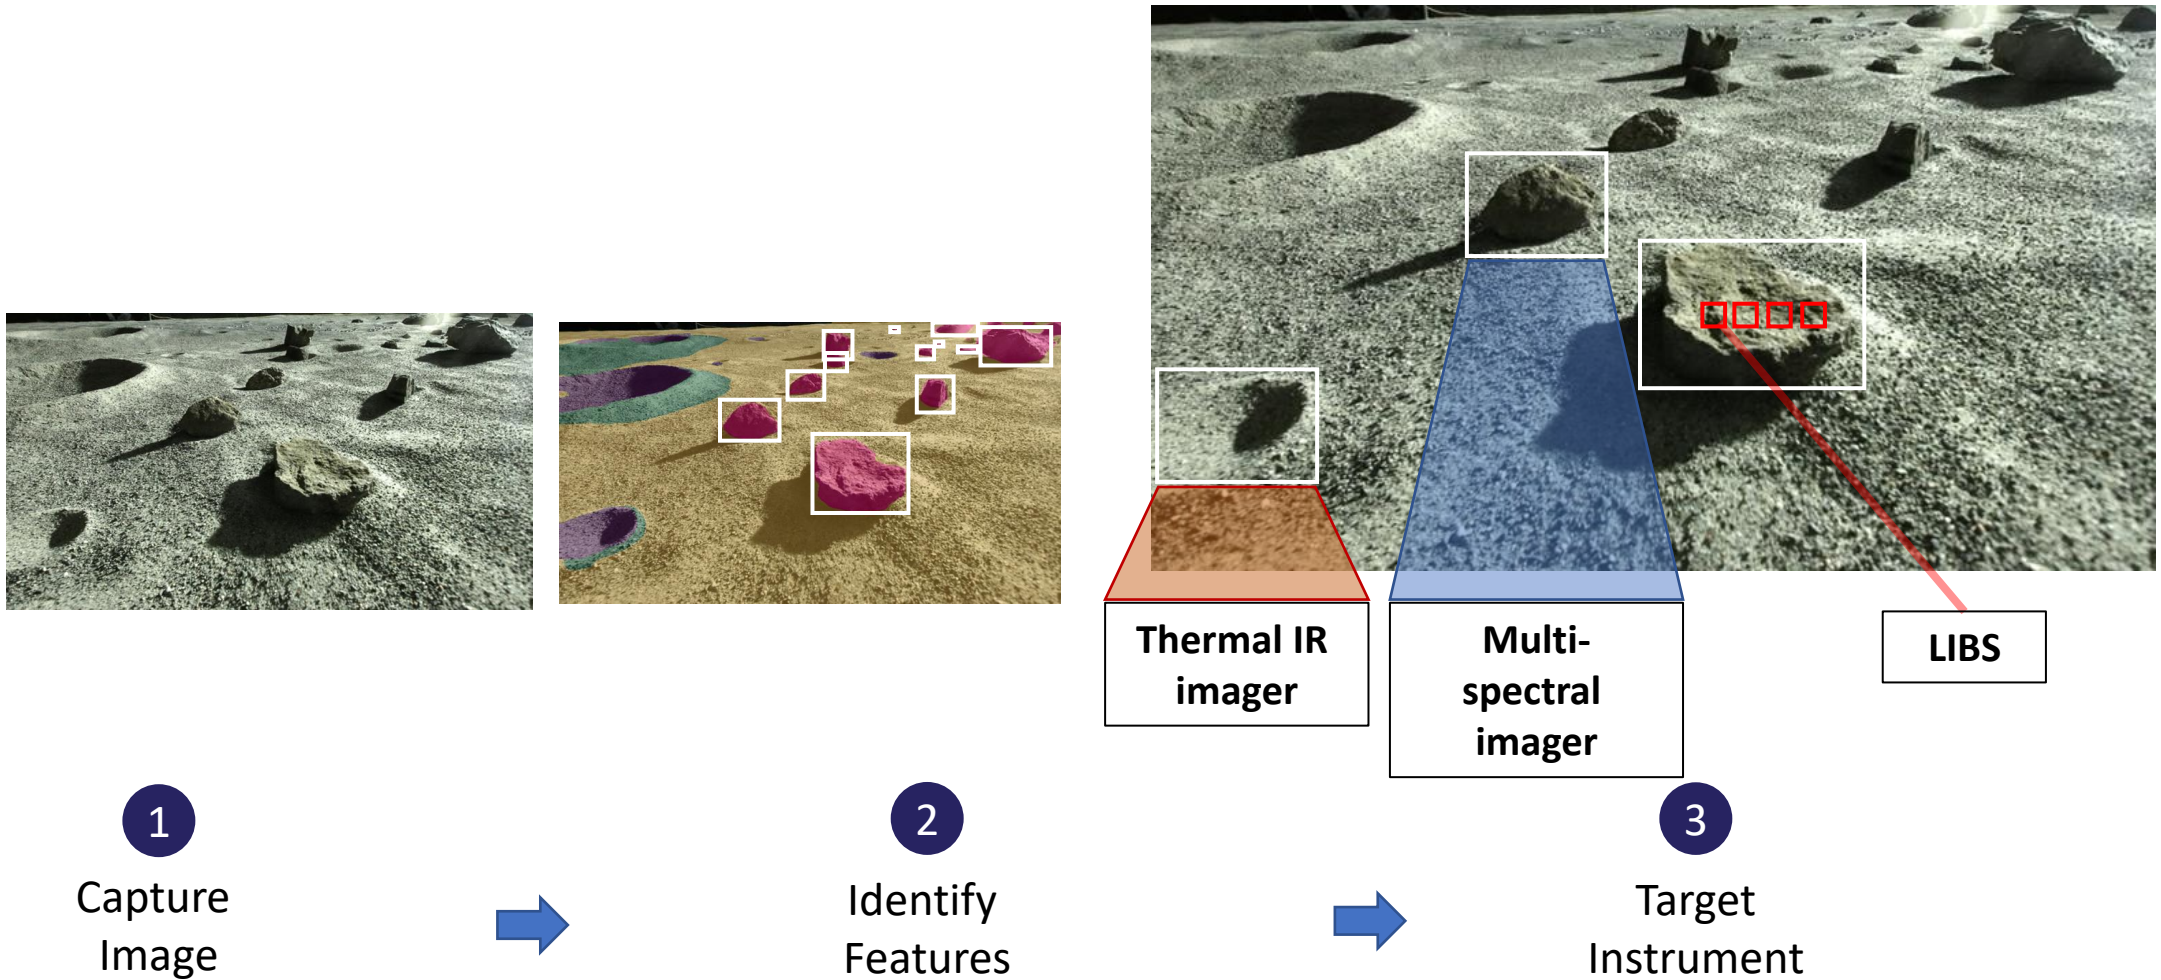 Thermal IR
imager
Multi-
spectral
imager
LIBS
1
Capture
Image
2
Identify
Features
3
Target
Instrument